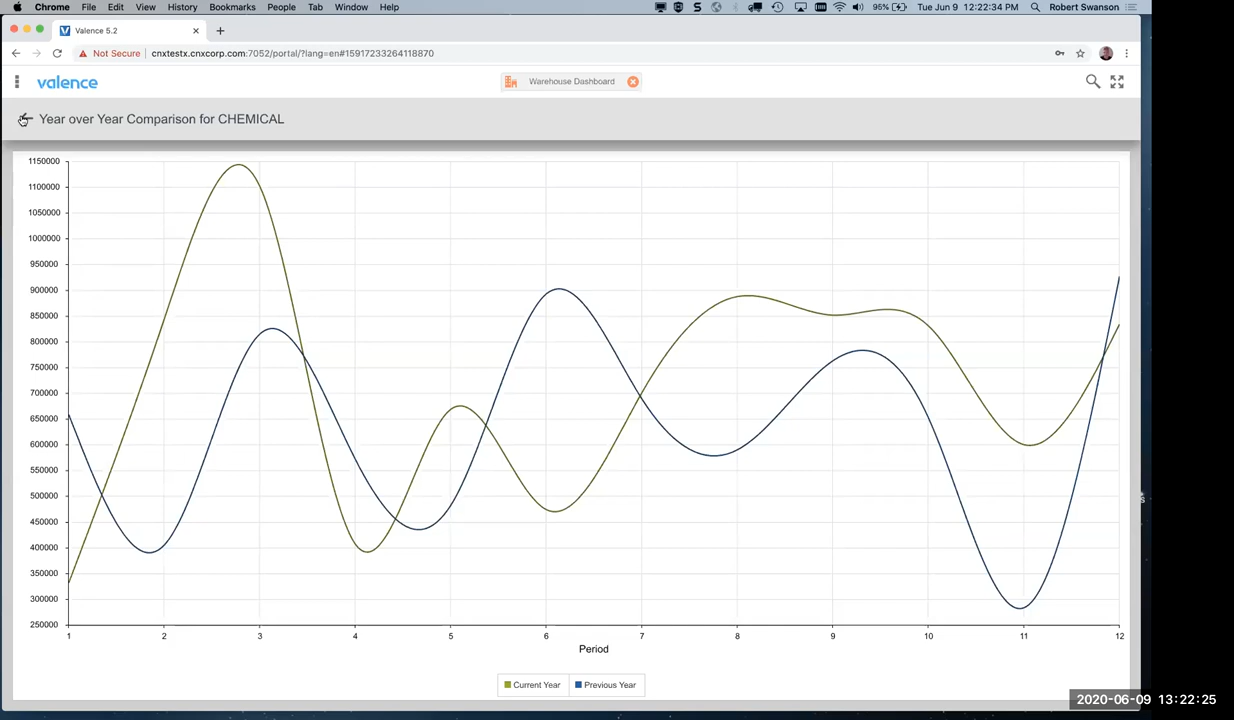 Chrome File Edit View History Bookmarks People Tab Window Help 96% Tue Jun 9 12:22:34 PM Robert Swanson
Valence 5.2
Not Secure cnxtestx.cnxcorp.com:7052/portal/?lang=en#15917233264118870
valence Warehouse Dashboard
Year over Year Comparison for CHEMICAL
1150000
1100000
1050000
1000000
950000
900000
850000
800000
750000
700000
650000
600000
550000
500000
450000
400000
350000
300000
250000
1 2 3 4 5 6 7 8 9 10 11 12
Period
Current Year Previous Year
2020-06-09 13:22:25